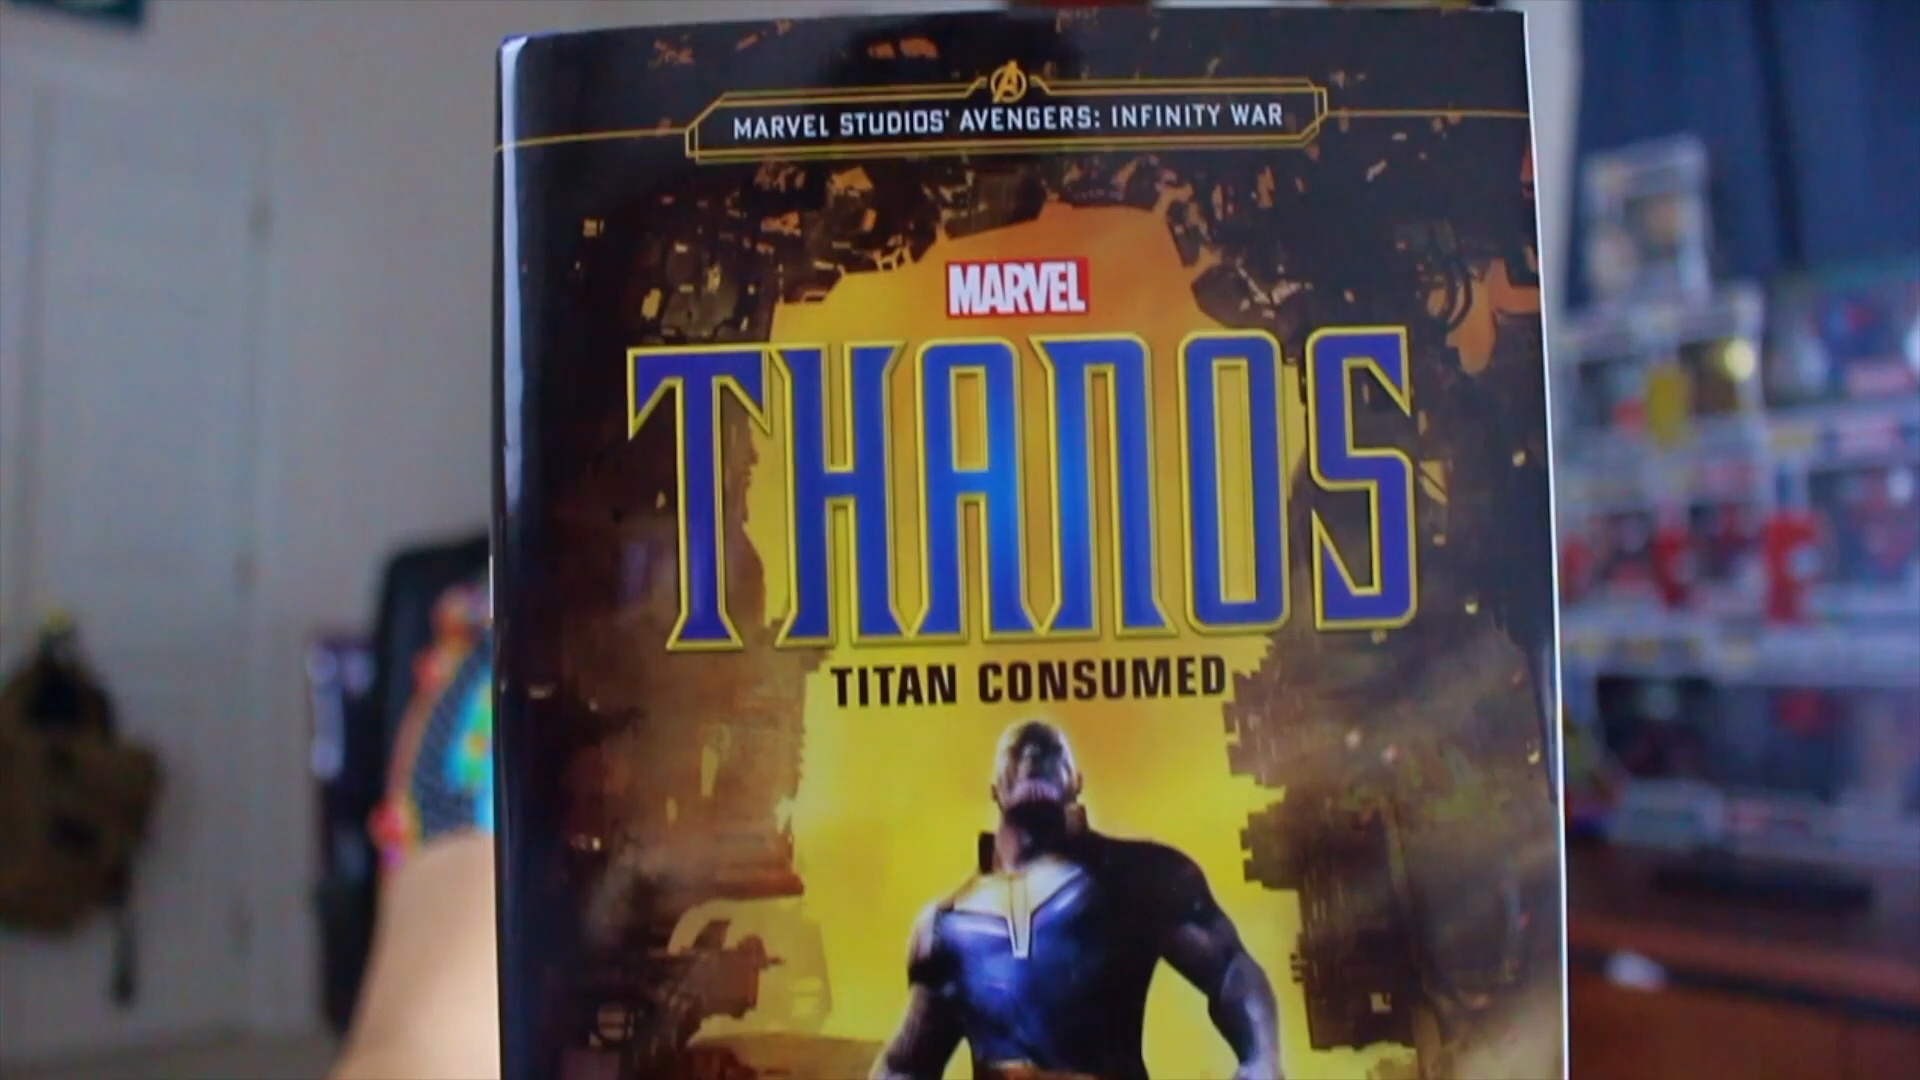 MARVEL STUDIOS' AVENGERS: INFINITY WAR
MARVEL
THANOS
TITAN CONSUMED